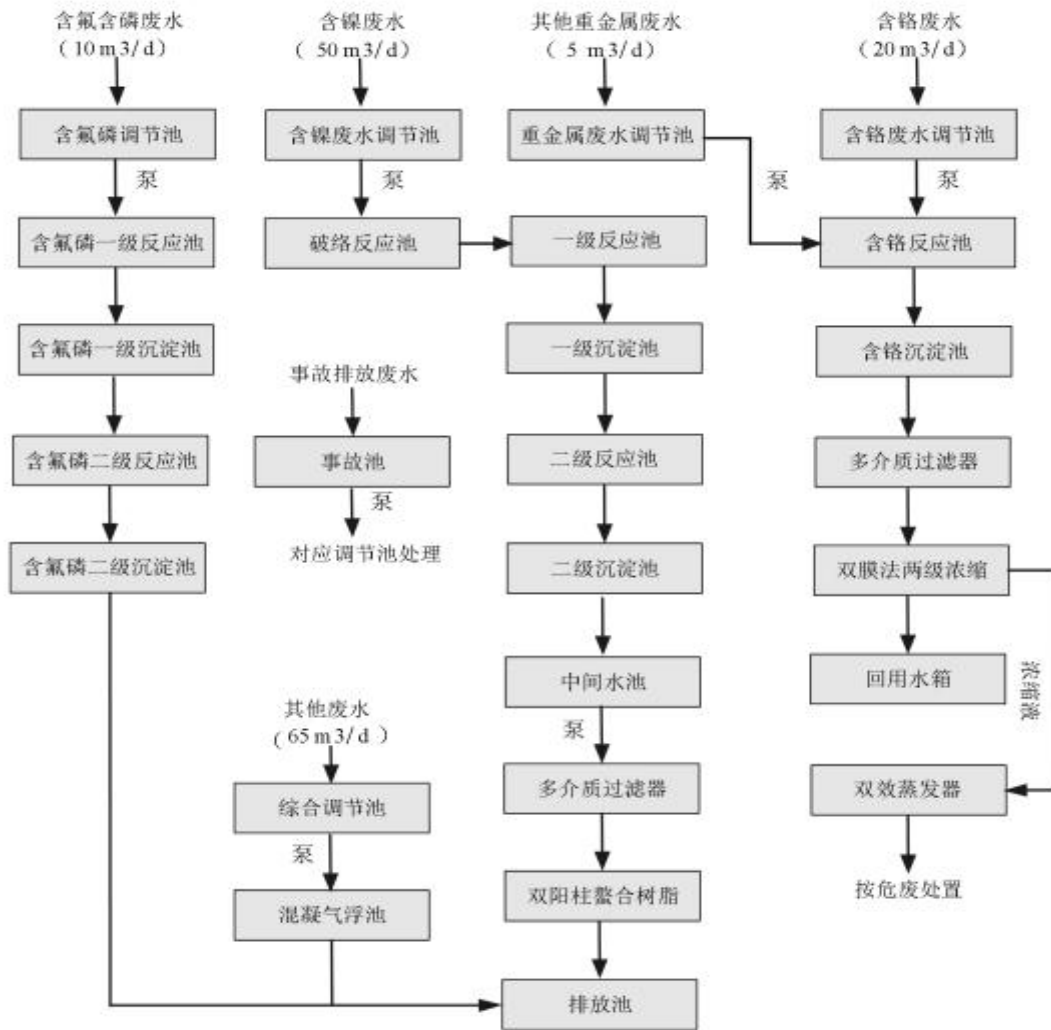 含氟含磷废水
(10m3/d)
含氟磷调节池
泵
含氟磷一级反应池
含氟磷一级沉淀池
含氟磷二级反应池
含氟磷二级沉淀池
含镍废水
( 50m3/d)
含镍废水调节池
泵
破络反应池
事故排放废水
事故池
泵
对应调节池处理
其他废水
(65m3/d )
综合调节池
泵
混凝气浮池
其他重金属废水
( 5 m3/d)
重金属废水调节池
泵
一级反应池
一级沉淀池
二级反应池
二级沉淀池
中间水池
泵
多介质过滤器
双阳柱螯合树脂
排放池
含铬废水
(20m3/d)
含铬废水调节池
泵
含铬反应池
含铬沉淀池
多介质过滤器
双膜法两级浓缩
回用水箱
浓缩液
双效蒸发器
按危废处置